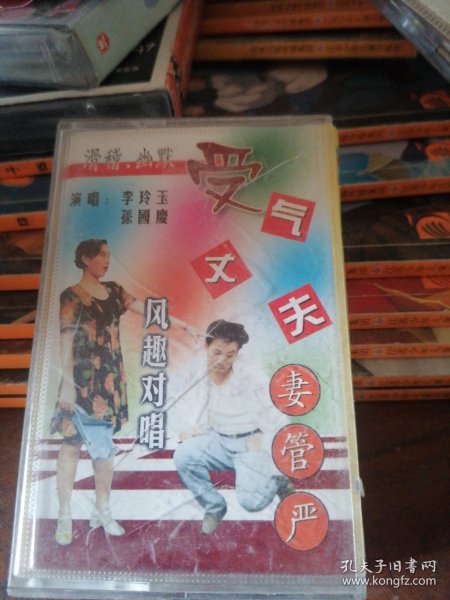 滑稽.幽默
受气丈夫
演唱：李玲玉
孫國慶
风趣对唱
妻管严
孔夫子旧书网
www.kongfz.com